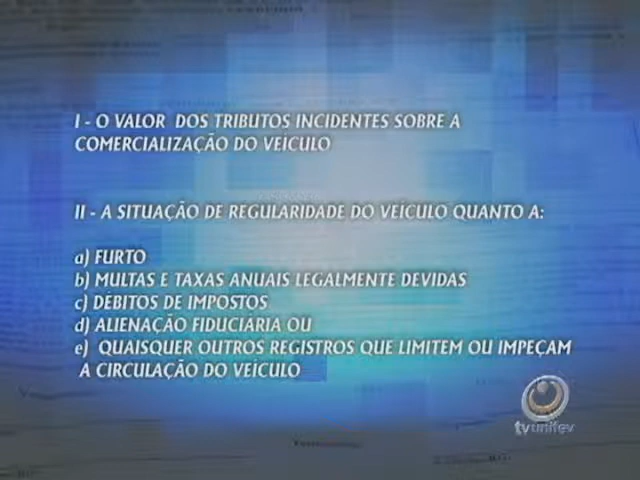 I - O VALOR DOS TRIBUTOS INCIDENTES SOBRE A
COMERCIALIZAÇÃO DO VEÍCULO
II - A SITUAÇÃO DE REGULARIDADE DO VEÍCULO QUANTO A:
a) FURTO
b) MULTAS E TAXAS ANUAIS LEGALMENTE DEVIDAS
c) DÉBITOS DE IMPOSTOS
d) ALIENAÇÃO FIDUCIÁRIA OU
e) QUAISQUER OUTROS REGISTROS QUE LIMITEM OU IMPEÇAM
A CIRCULAÇÃO DO VEÍCULO
tvunifev